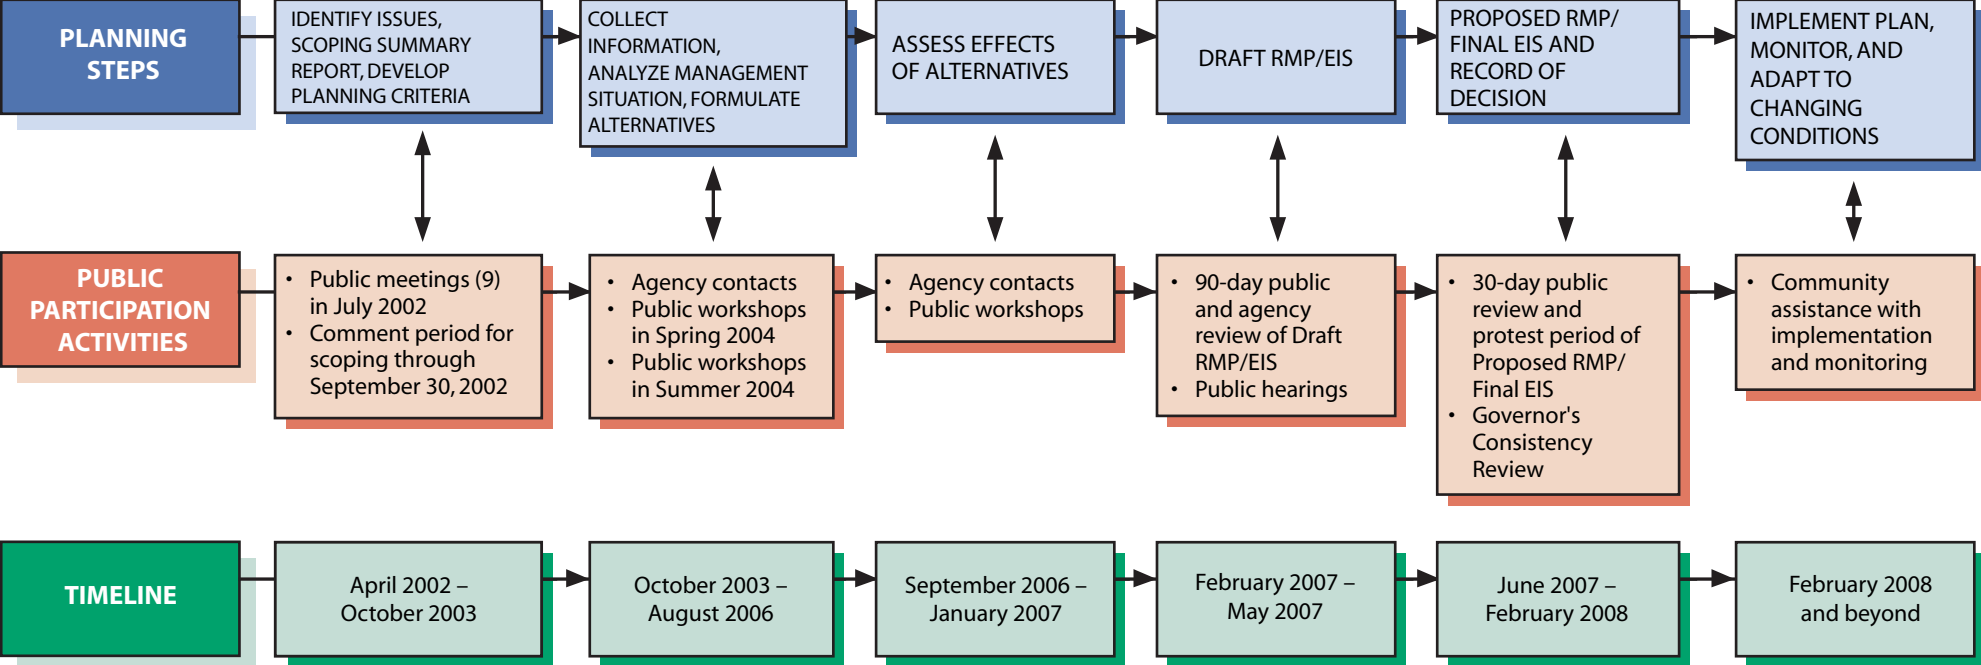 PLANNING
STEPS
IDENTIFY ISSUES,
SCOPING SUMMARY
REPORT, DEVELOP
PLANNING CRITERIA
COLLECT
INFORMATION,
ANALYZE MANAGEMENT
SITUATION, FORMULATE
ALTERNATIVES
ASSESS EFFECTS
OF ALTERNATIVES
DRAFT RMP/EIS
PROPOSED RMP/
FINAL EIS AND
RECORD OF
DECISION
IMPLEMENT PLAN,
MONITOR, AND
ADAPT TO
CHANGING
CONDITIONS
PUBLIC
PARTICIPATION
ACTIVITIES
• Public meetings (9)
in July 2002
• Comment period for
scoping through
September 30, 2002
• Agency contacts
• Public workshops
in Spring 2004
• Public workshops
in Summer 2004
• Agency contacts
• Public workshops
• 90-day public
and agency
review of Draft
RMP/EIS
• Public hearings
• 30-day public
review and
protest period of
Proposed RMP/
Final EIS
• Governor's
Consistency
Review
• Community
assistance with
implementation
and monitoring
TIMELINE
April 2002 –
October 2003
October 2003 –
August 2006
September 2006 –
January 2007
February 2007 –
May 2007
June 2007 –
February 2008
February 2008
and beyond